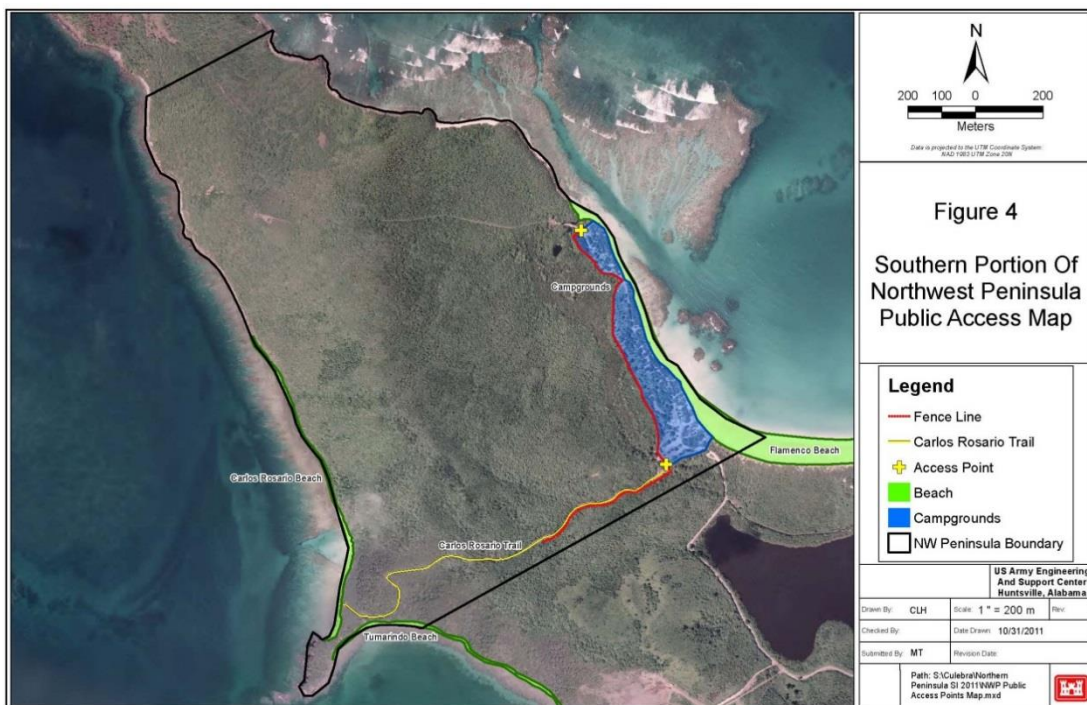 Campgrounds
Carlos Rosario Beach
Flamenco Beach
Carlos Rosario Trail
Tumarindo Beach
N
200 100 0 200
Meters
Data is projected to the UTM Coordinate System:
NAD 1983 UTM Zone 20N
Figure 4
Southern Portion Of
Northwest Peninsula
Public Access Map
Legend
Fence Line
Carlos Rosario Trail
Access Point
Beach
Campgrounds
NW Peninsula Boundary
US Army Engineering
And Support Center
Huntsville, Alabama
Drawn By: CLH
Scale: 1 " = 200 m
Rev:
Checked By:
Date Drawn: 10/31/2011
Submitted By: MT
Revision Date:
Path: S:\Culebra\Northern
Peninsula SI 2011\NWP Public
Access Points Map.mxd